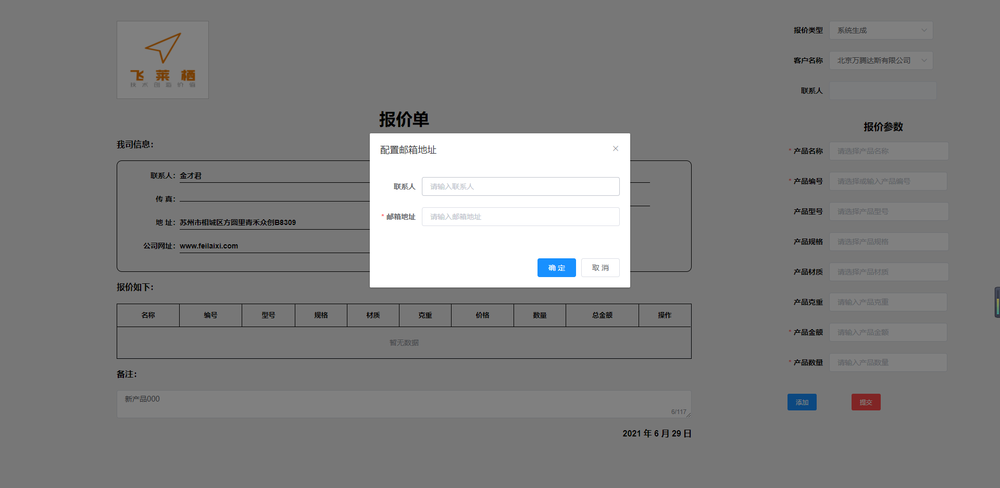 飞莱栖
技术创造价值
报价单
我司信息：
联系人： 金才君
传 真：
地 址： 苏州市相城区方圆里青禾众创B8309
公司网址： www.feilaixi.com
报价如下：
名称 编号 型号 规格 材质 克重 价格 数量 总金额 操作
暂无数据
备注：
新产品000
6/117
2021 年 6 月 29 日
配置邮箱地址
联系人 请输入联系人
* 邮箱地址 请输入邮箱地址
确 定 取 消
报价类型 系统生成
客户名称 北京万腾达斯有限公司
联系人
报价参数
* 产品名称 请选择产品名称
* 产品编号 请选择或输入产品编号
产品型号 请选择产品型号
产品规格 请选择产品规格
产品材质 请选择产品材质
产品克重 请输入产品克重
* 产品金额 请输入产品金额
* 产品数量 请输入产品数量
添加 提交